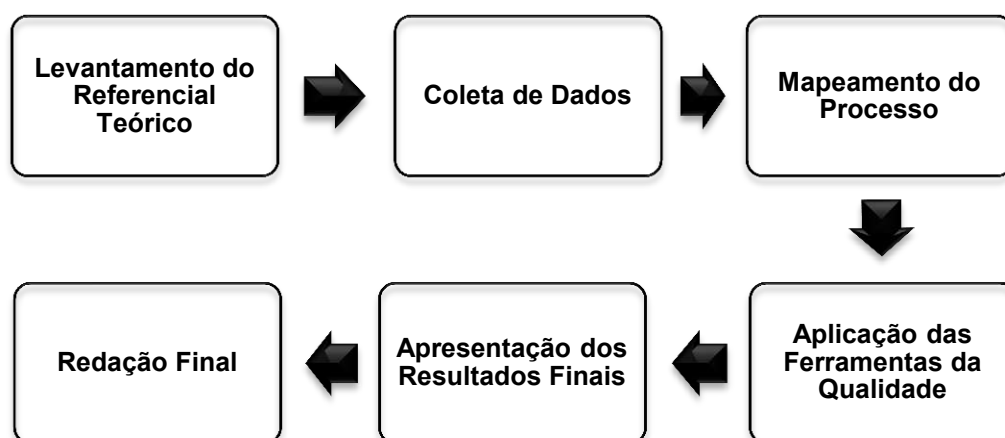 Levantamento do
Referencial
Teórico
Coleta de Dados
Mapeamento do
Processo
Aplicação das
Ferramentas da
Qualidade
Apresentação dos
Resultados Finais
Redação Final